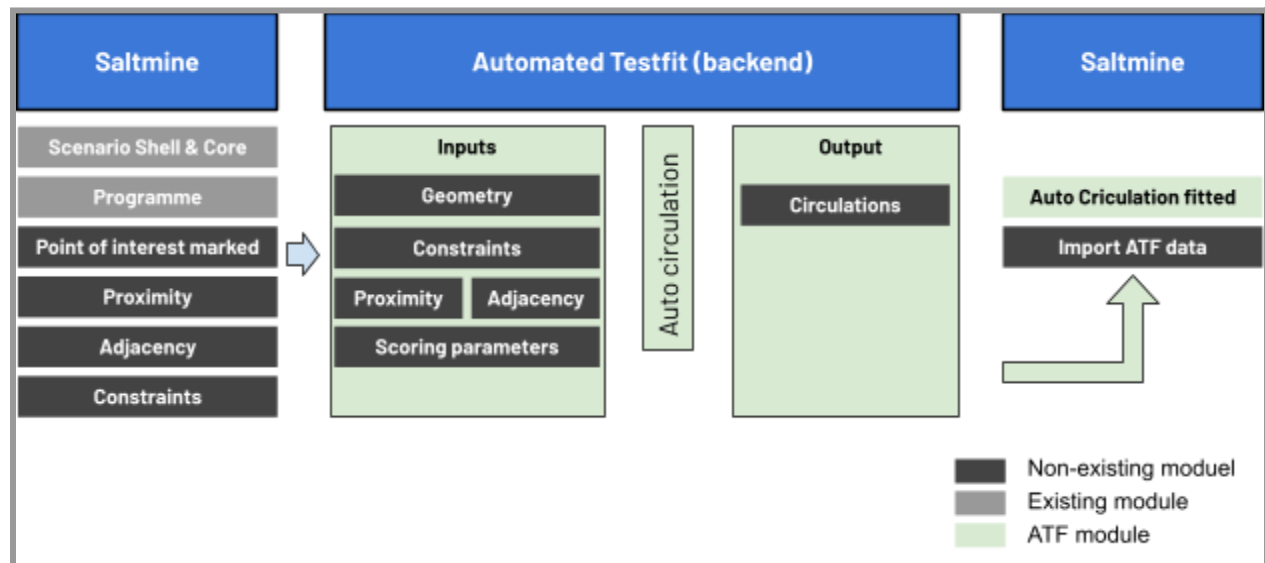 Saltmine
Automated Testfit (backend)
Saltmine
Scenario Shell & Core
Programme
Point of interest marked
Proximity
Adjacency
Constraints
Inputs
Geometry
Constraints
Proximity
Adjacency
Scoring parameters
Auto circulation
Output
Circulations
Auto Criculation fitted
Import ATF data
Non-existing moduel
Existing module
ATF module